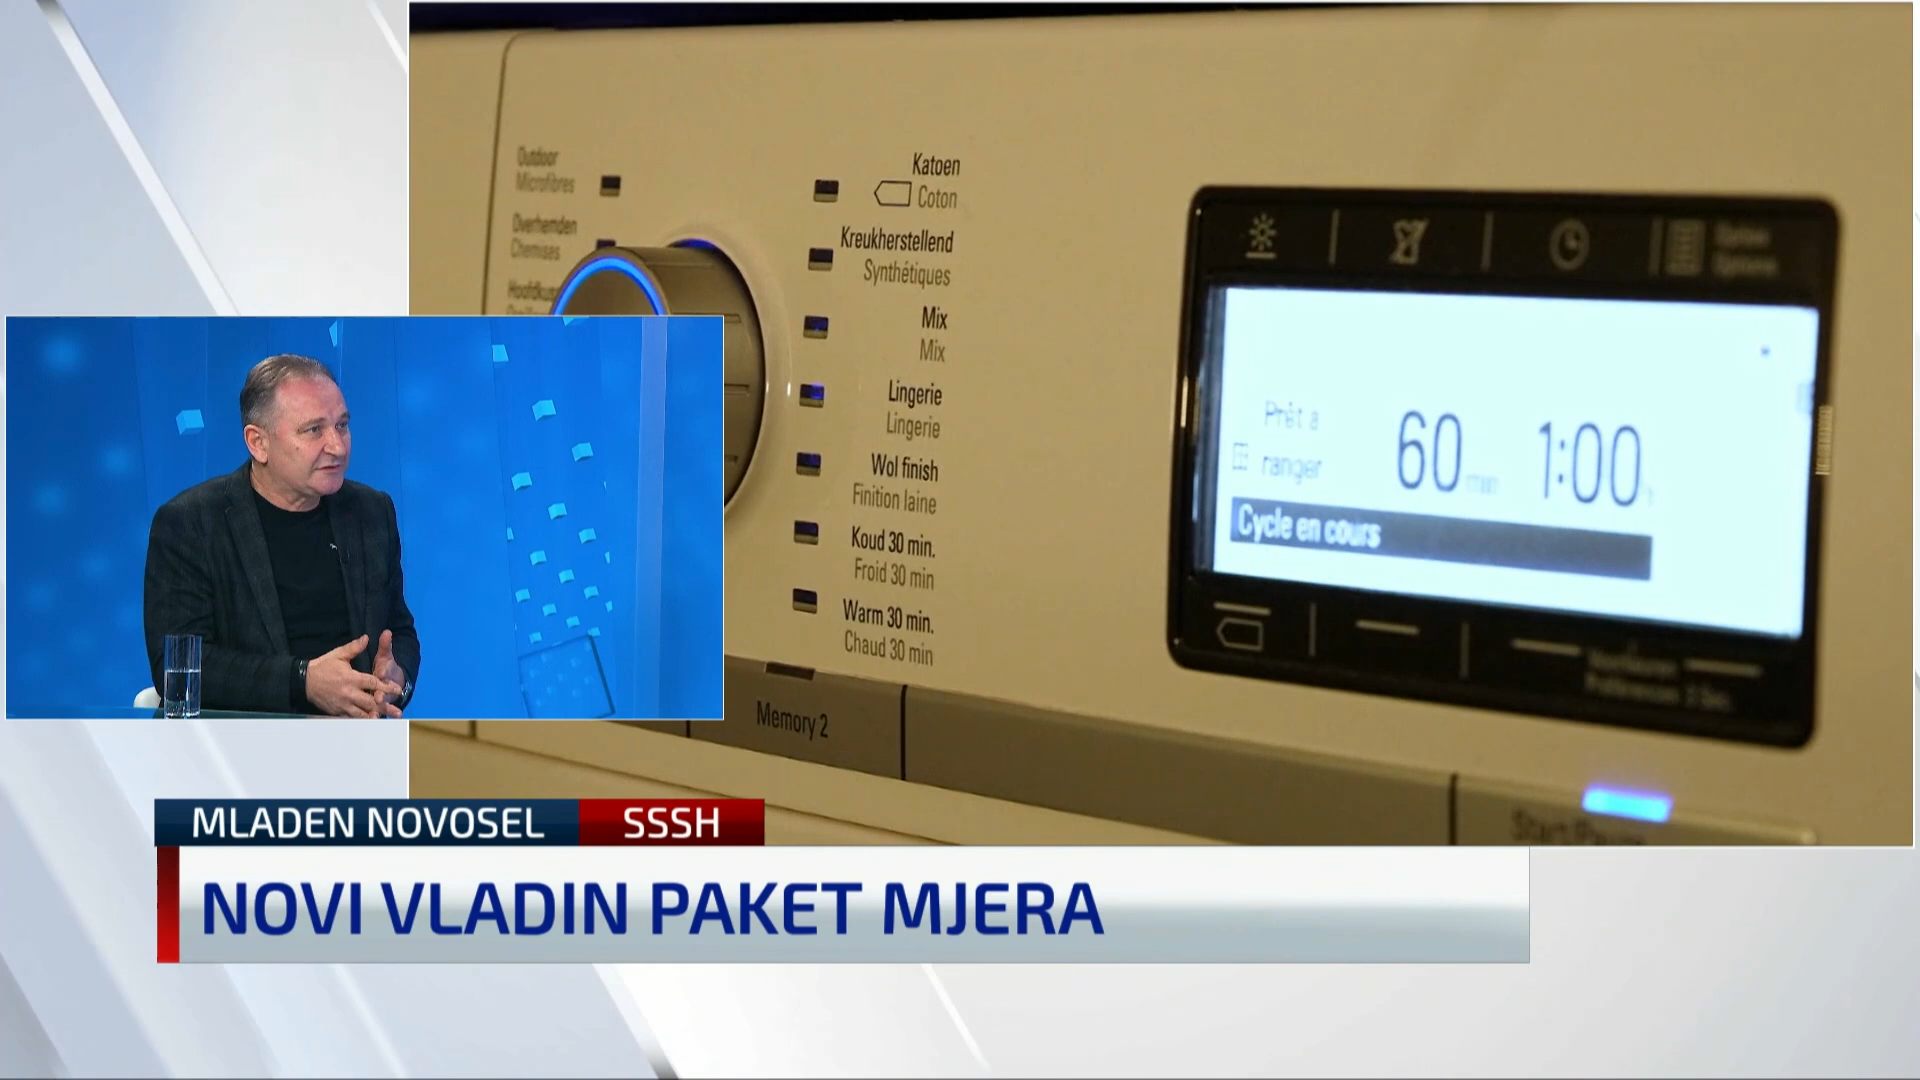 Outdoor
Microfibres
Overhemden
Chemises
Katoen
Coton
Kreukherstellend
Synthétiques
Mix
Mix
Lingerie
Lingerie
Wol finish
Finition laine
Koud 30 min.
Froid 30 min
Warm 30 min.
Chaud 30 min
Memory 2
Prêt à
ranger
60 min 1:00
Cycle en cours
MLADEN NOVOSEL SSSH
NOVI VLADIN PAKET MJERA